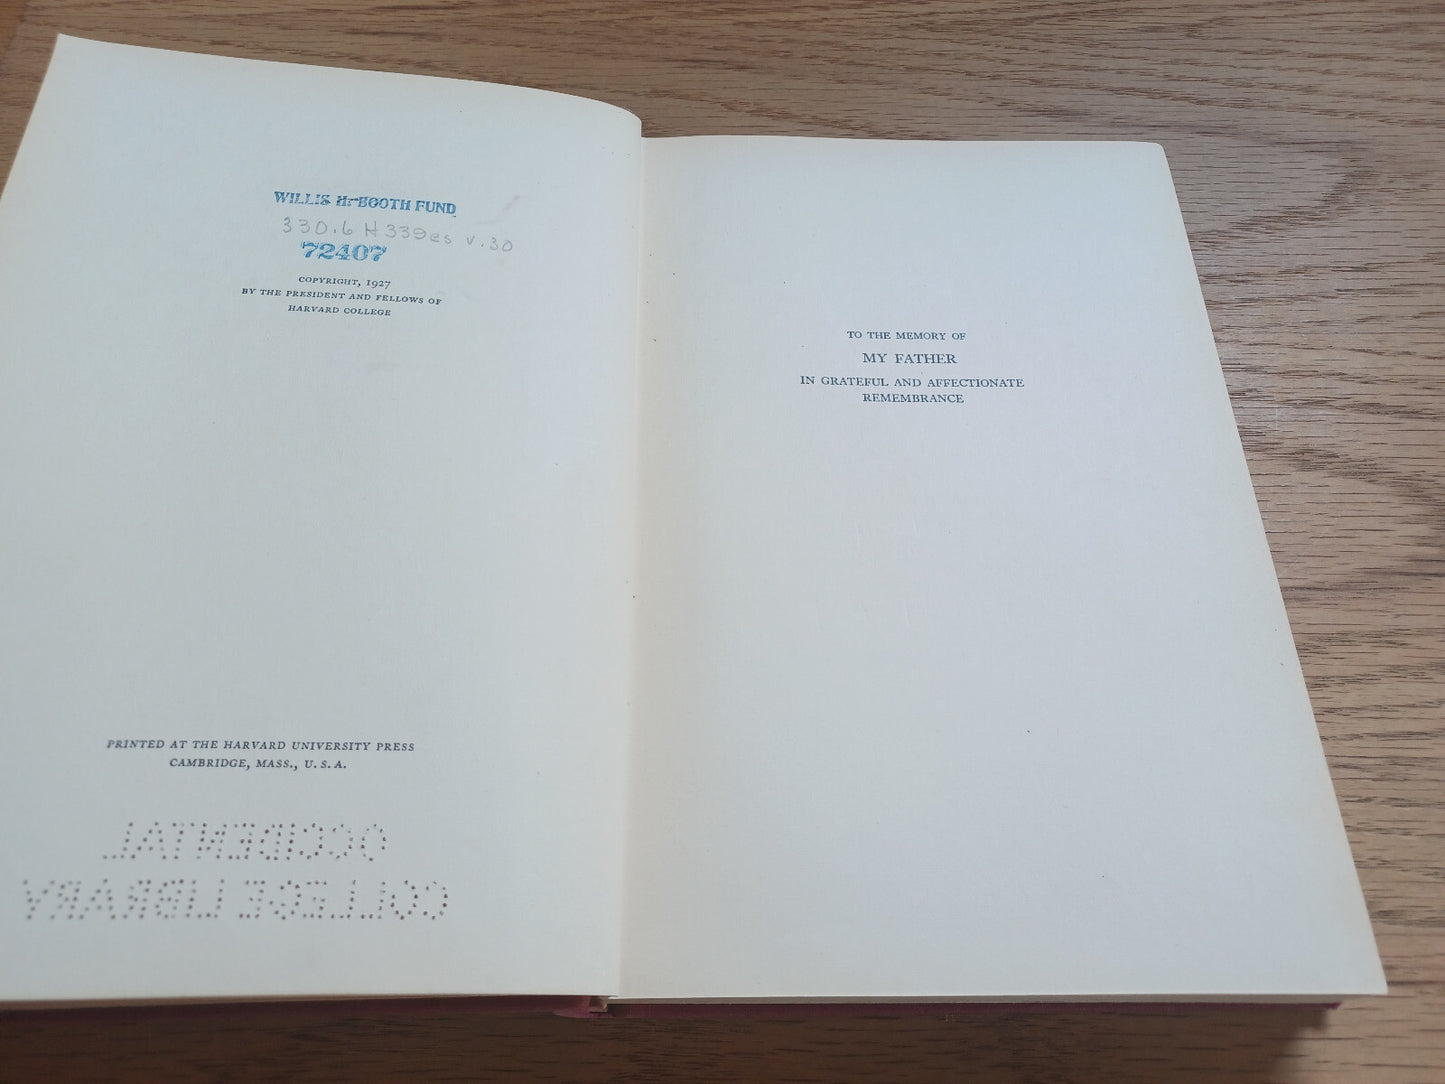 WILLIS H. BOOTH FUND
330.6 H339es v.30
72407
COPYRIGHT, 1927
BY THE PRESIDENT AND FELLOWS OF
HARVARD COLLEGE
PRINTED AT THE HARVARD UNIVERSITY PRESS
CAMBRIDGE, MASS., U.S.A.
OCCIDENTAL
COLLEGE LIBRARY
TO THE MEMORY OF
MY FATHER
IN GRATEFUL AND AFFECTIONATE
REMEMBRANCE